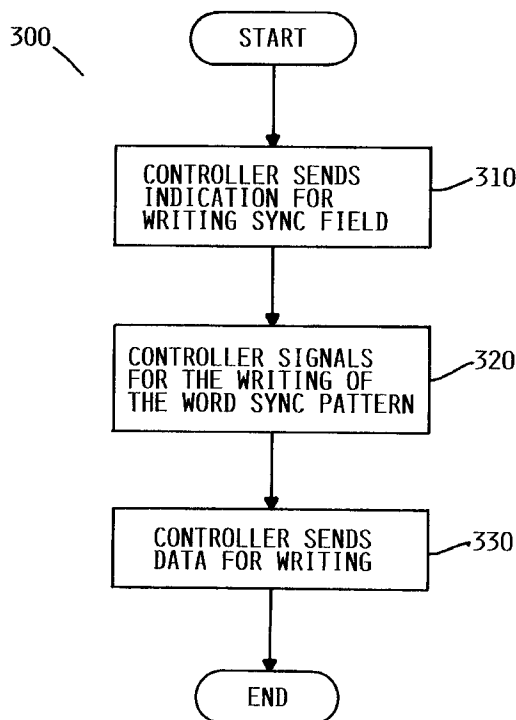 300
START
CONTROLLER SENDS
INDICATION FOR
WRITING SYNC FIELD
310
CONTROLLER SIGNALS
FOR THE WRITING OF
THE WORD SYNC PATTERN
320
CONTROLLER SENDS
DATA FOR WRITING
330
END